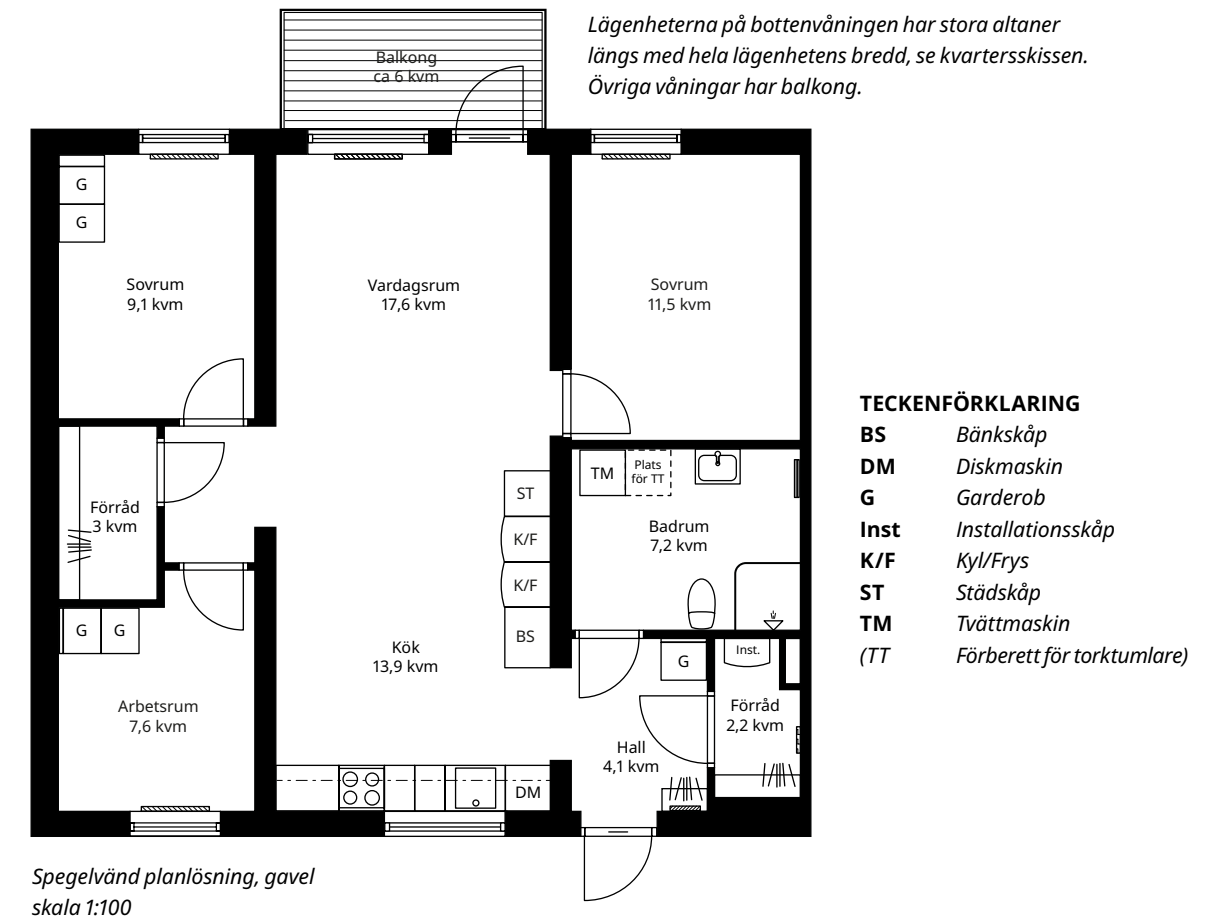 Lägenheterna på bottenvåningen har stora altaner
längs med hela lägenhetens bredd, se kvartersskissen.
Övriga våningar har balkong.
Balkong
ca 6 kvm
G
G
Sovrum
9,1 kvm
Vardagsrum
17,6 kvm
Sovrum
11,5 kvm
Förråd
3 kvm
ST
K/F
K/F
BS
TM
Plats
för TT
Badrum
7,2 kvm
G
G
Arbetsrum
7,6 kvm
Kök
13,9 kvm
DM
G
Inst.
Förråd
2,2 kvm
Hall
4,1 kvm
TECKENFÖRKLARING
BS Bänkskåp
DM Diskmaskin
G Garderob
Inst Installationsskåp
K/F Kyl/Frys
ST Städskåp
TM Tvättmaskin
(TT Förberett för torktumlare)
Spegelvänd planlösning, gavel
skala 1:100